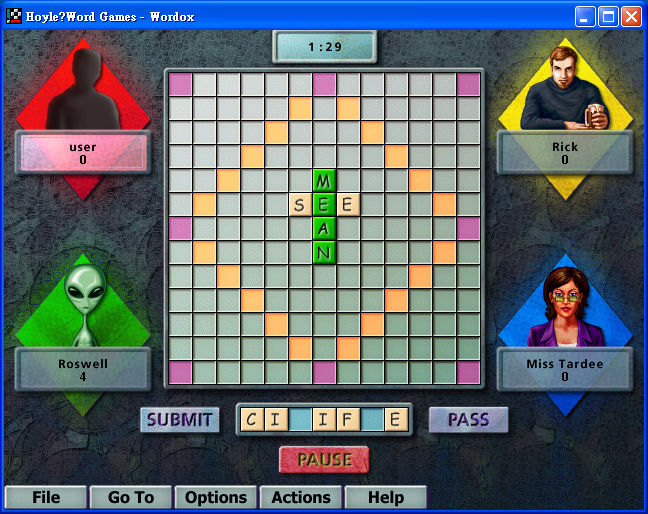 Hoyle?Word Games - Wordox
1:29
user
0
Rick
0
M
S E E
A
N
Roswell
4
Miss Tardee
0
SUBMIT
C I I F E
PASS
PAUSE
File Go To Options Actions Help